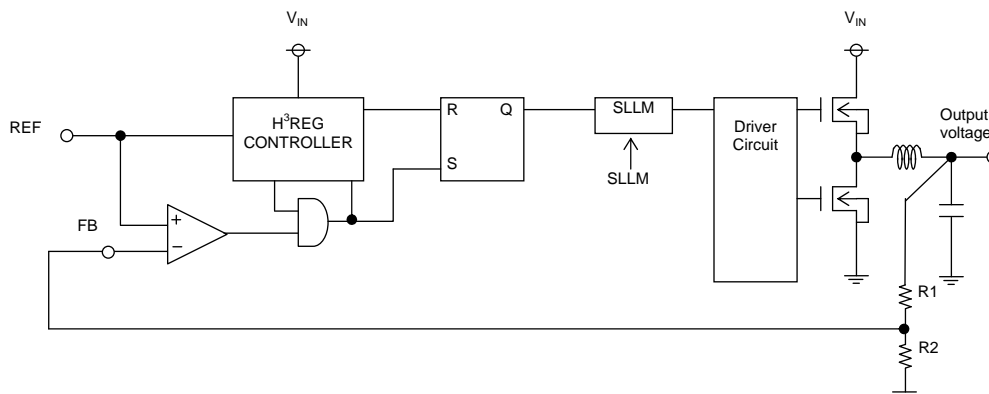 VIN
VIN
H³REG
CONTROLLER
R
Q
S
SLLM
SLLM
Driver
Circuit
Output
voltage
REF
FB
+
−
R1
R2